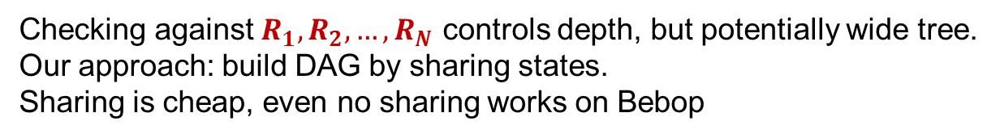 Checking against R₁, R₂, ..., R_N controls depth, but potentially wide tree.
Our approach: build DAG by sharing states.
Sharing is cheap, even no sharing works on Bebop